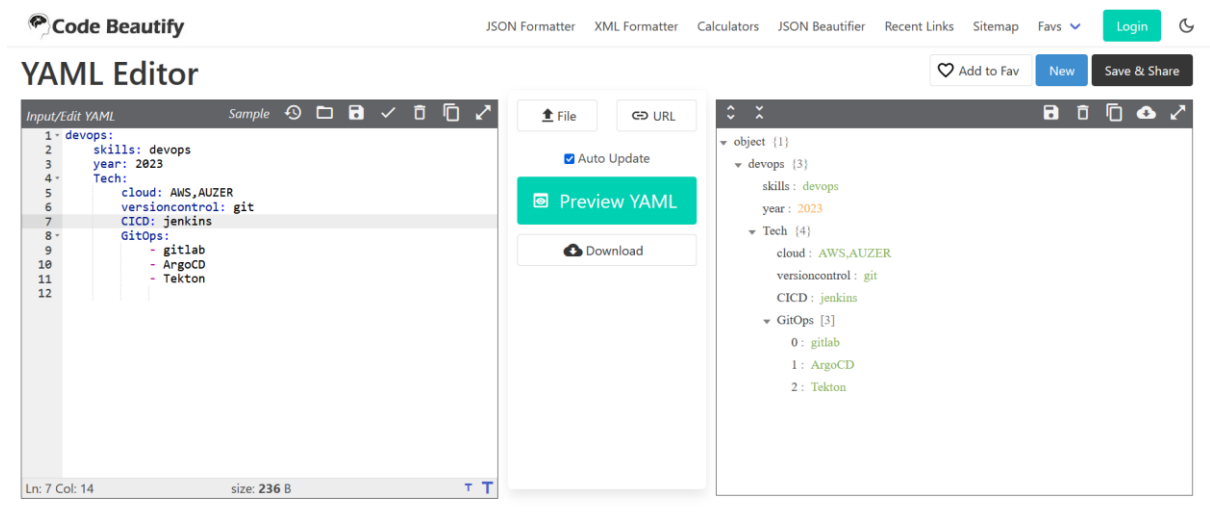 Code Beautify
JSON Formatter XML Formatter Calculators JSON Beautifier Recent Links Sitemap Favs Login
YAML Editor
Add to Fav New Save & Share
Input/Edit YAML Sample
1 devops:
2 skills: devops
3 year: 2023
4 Tech:
5 cloud: AWS,AUZER
6 versioncontrol: git
7 CICD: jenkins
8 GitOps:
9 - gitlab
10 - ArgoCD
11 - Tekton
12
Ln: 7 Col: 14 size: 236 B T T
File URL
Auto Update
Preview YAML
Download
object {1}
devops {3}
skills : devops
year : 2023
Tech {4}
cloud : AWS,AUZER
versioncontrol : git
CICD : jenkins
GitOps [3]
0 : gitlab
1 : ArgoCD
2 : Tekton